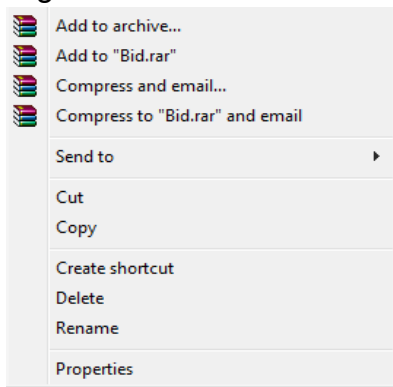 Add to archive...
Add to "Bid.rar"
Compress and email...
Compress to "Bid.rar" and email
Send to
Cut
Copy
Create shortcut
Delete
Rename
Properties